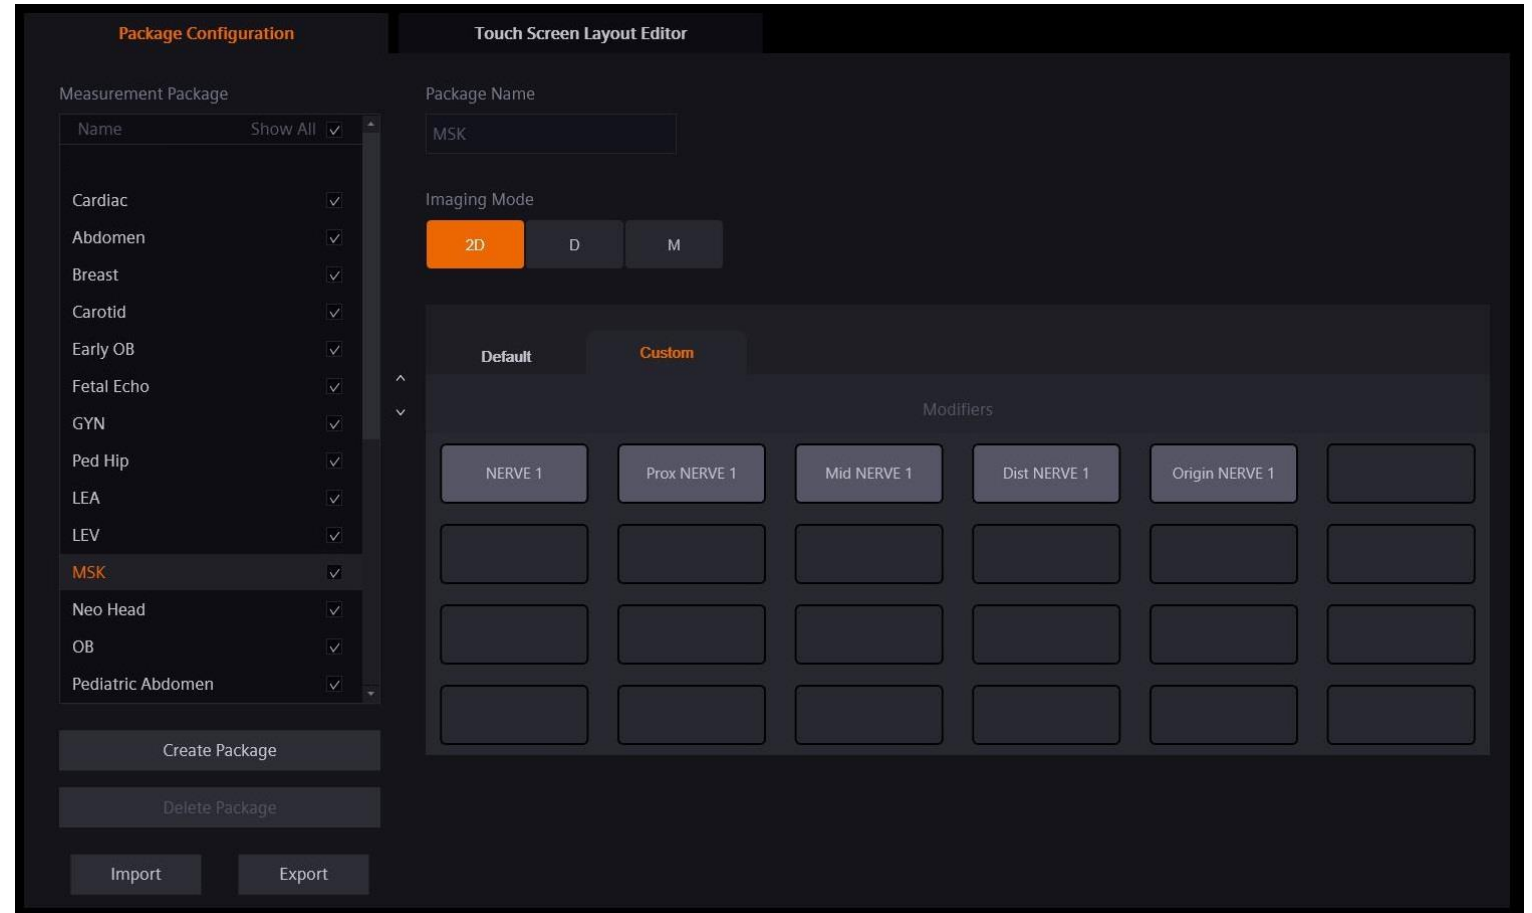 Package Configuration
Touch Screen Layout Editor
Measurement Package
Name Show All
Cardiac
Abdomen
Breast
Carotid
Early OB
Fetal Echo
GYN
Ped Hip
LEA
LEV
MSK
Neo Head
OB
Pediatric Abdomen
Create Package
Delete Package
Import Export
Package Name
MSK
Imaging Mode
2D D M
Default Custom
Modifiers
NERVE 1 Prox NERVE 1 Mid NERVE 1 Dist NERVE 1 Origin NERVE 1